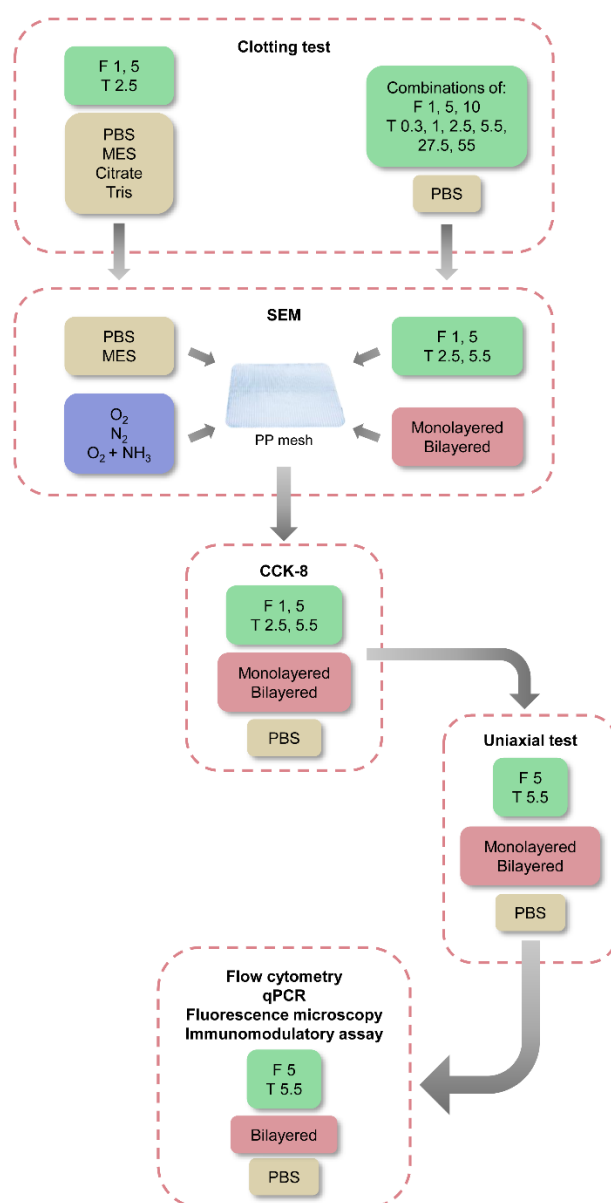 Clotting test
F 1, 5
T 2.5
PBS
MES
Citrate
Tris
Combinations of:
F 1, 5, 10
T 0.3, 1, 2.5, 5.5,
27.5, 55
PBS
SEM
PBS
MES
O₂
N₂
O₂ + NH₃
PP mesh
F 1, 5
T 2.5, 5.5
Monolayered
Bilayered
CCK-8
F 1, 5
T 2.5, 5.5
Monolayered
Bilayered
PBS
Uniaxial test
F 5
T 5.5
Monolayered
Bilayered
PBS
Flow cytometry
qPCR
Fluorescence microscopy
Immunomodulatory assay
F 5
T 5.5
Bilayered
PBS